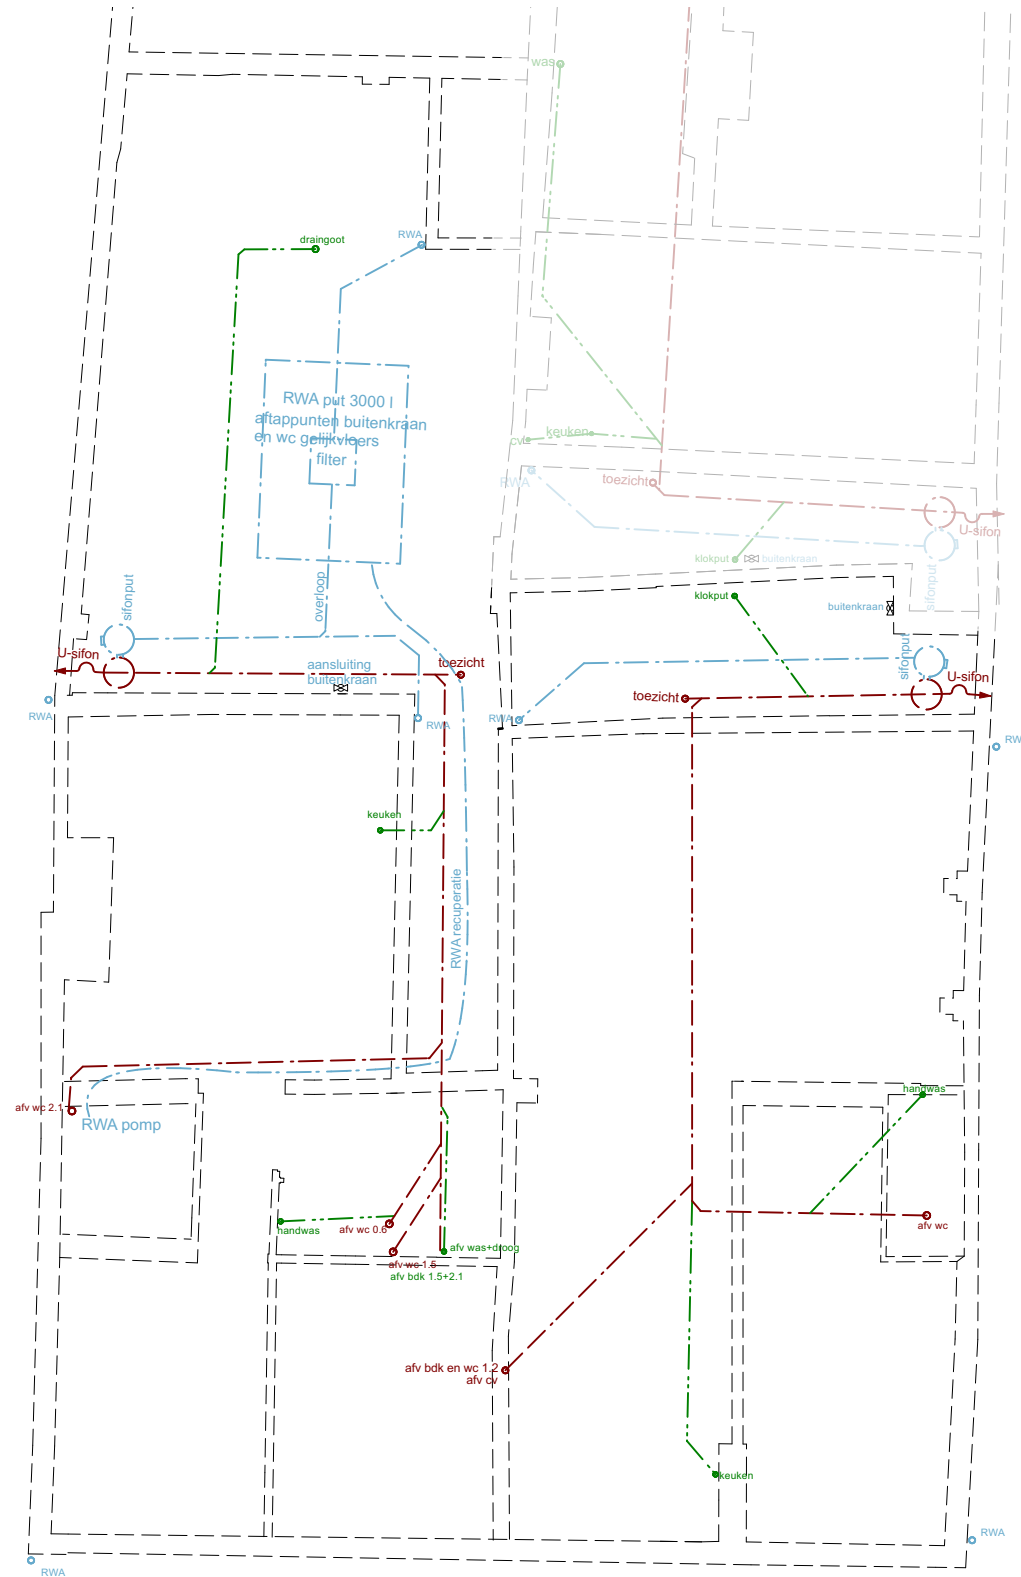 was
draingoot
RWA
RWA put 3000 l
aftappunten buitenkraan
en wc gelijkvloers
filter
cv
keuken
RWA
toezicht
U-sifon
klokput
buitenkraan
sifonput
sifonput
overloop
klokput
buitenkraan
U-sifon
aansluiting
buitenkraan
toezicht
sifonput
U-sifon
toezicht
RWA
RWA
RWA
RW
keuken
RWA recuperatie
afv wc 2.1
RWA pomp
handwas
handwas
afv wc 0.6
afv wc
afv was+droog
afv wc 1.5
afv bdk 1.5+2.1
afv bdk en wc 1.2
afv cv
keuken
RWA
RWA